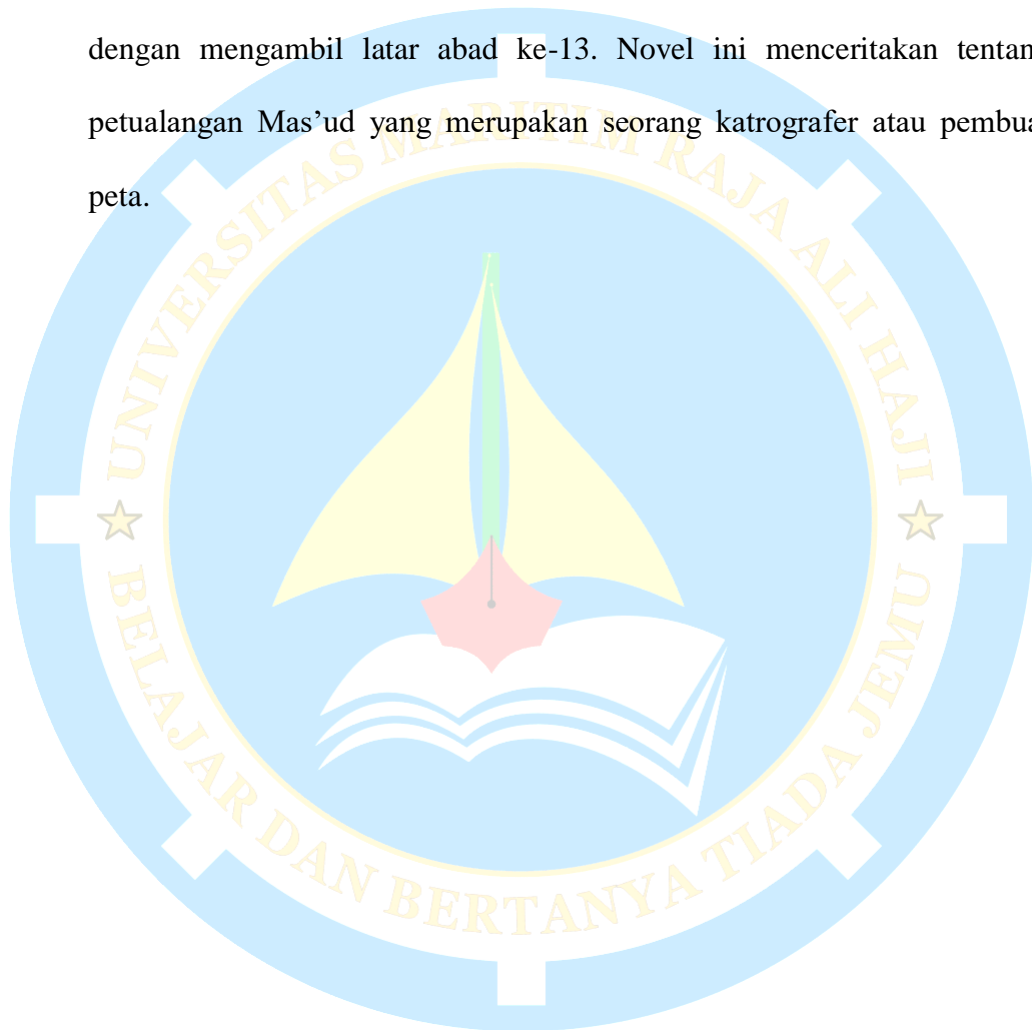 dengan mengambil latar abad ke-13. Novel ini menceritakan tentan
petualangan Mas’ud yang merupakan seorang katrografer atau pembua
peta.
UNIVERSITAS MARITIM RAJA ALI HAJI
BELAJAR DAN BERTANYA TIADA JEMU